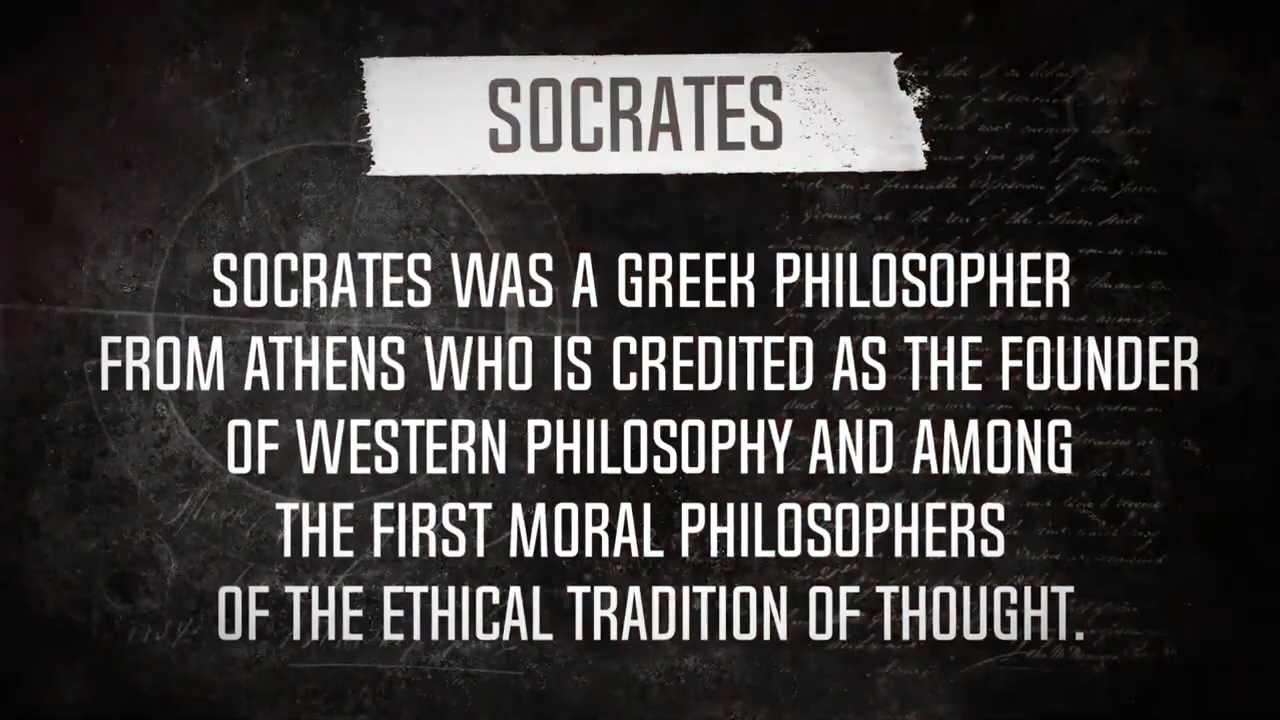 SOCRATES
SOCRATES WAS A GREEK PHILOSOPHER
FROM ATHENS WHO IS CREDITED AS THE FOUNDER
OF WESTERN PHILOSOPHY AND AMONG
THE FIRST MORAL PHILOSOPHERS
OF THE ETHICAL TRADITION OF THOUGHT.